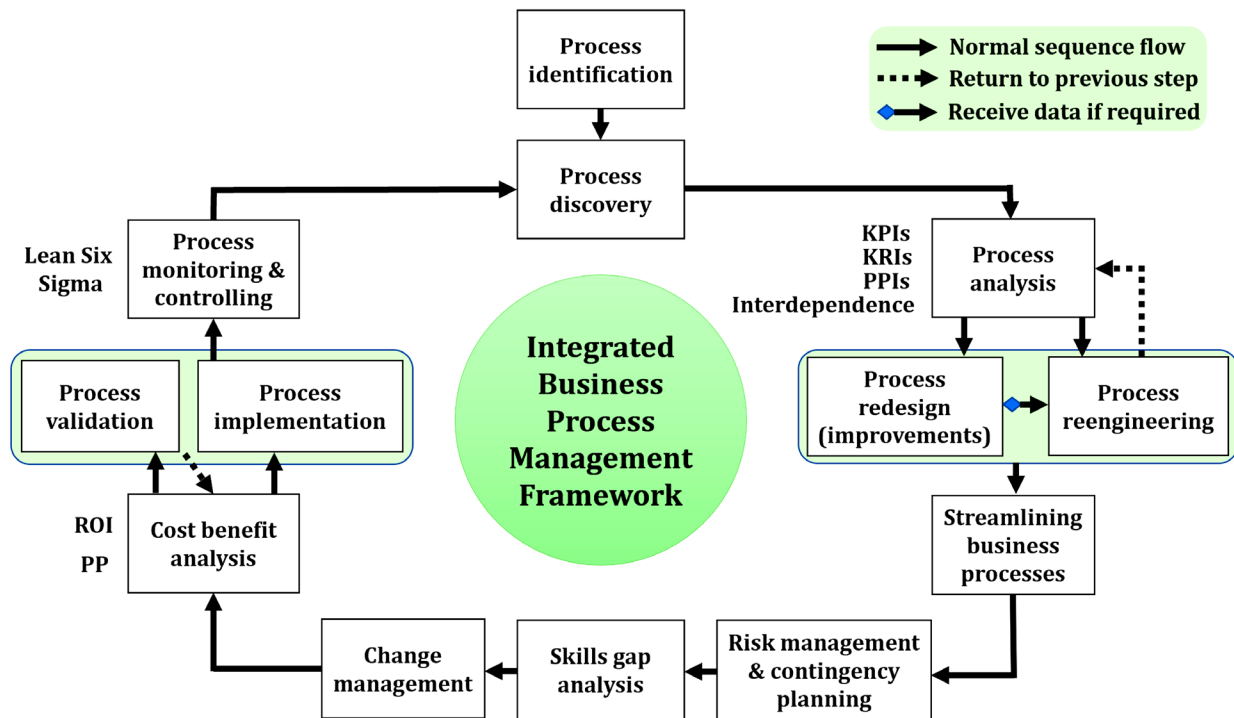 Process
identification
Normal sequence flow
Return to previous step
Receive data if required
Process
discovery
Lean Six
Sigma
Process
monitoring &
controlling
KPIs
KRIs
PPIs
Interdependence
Process
analysis
Integrated
Business
Process
Management
Framework
Process
validation
Process
implementation
Process
redesign
(improvements)
Process
reengineering
ROI
PP
Cost benefit
analysis
Streamlining
business
processes
Change
management
Skills gap
analysis
Risk management
& contingency
planning